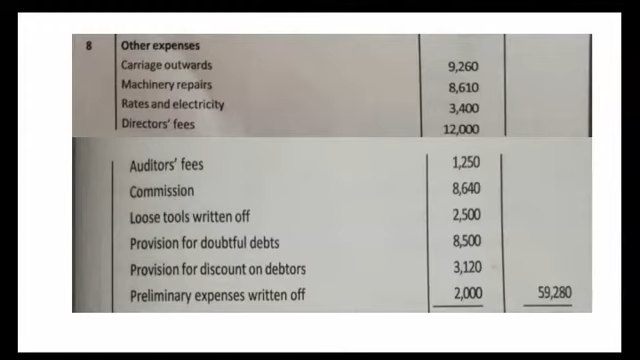 8 Other expenses
Carriage outwards 9,260
Machinery repairs 8,610
Rates and electricity 3,400
Directors' fees 12,000
Auditors' fees 1,250
Commission 8,640
Loose tools written off 2,500
Provision for doubtful debts 8,500
Provision for discount on debtors 3,120
Preliminary expenses written off 2,000 59,280